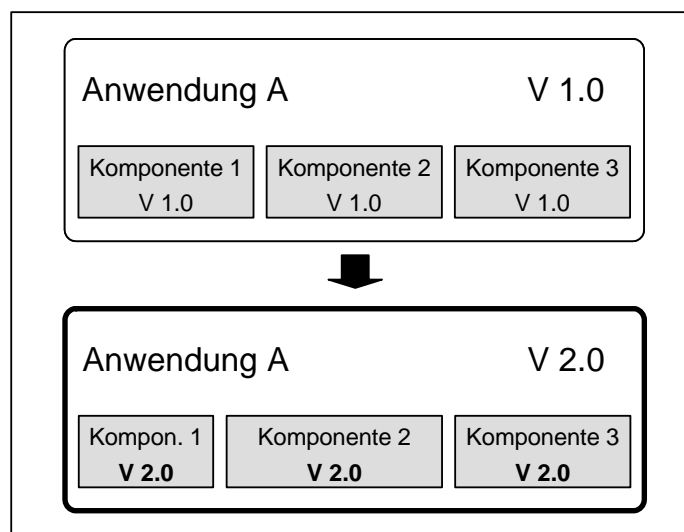 Anwendung A V 1.0
Komponente 1 Komponente 2 Komponente 3
V 1.0 V 1.0 V 1.0
Anwendung A V 2.0
Kompon. 1 Komponente 2 Komponente 3
V 2.0 V 2.0 V 2.0